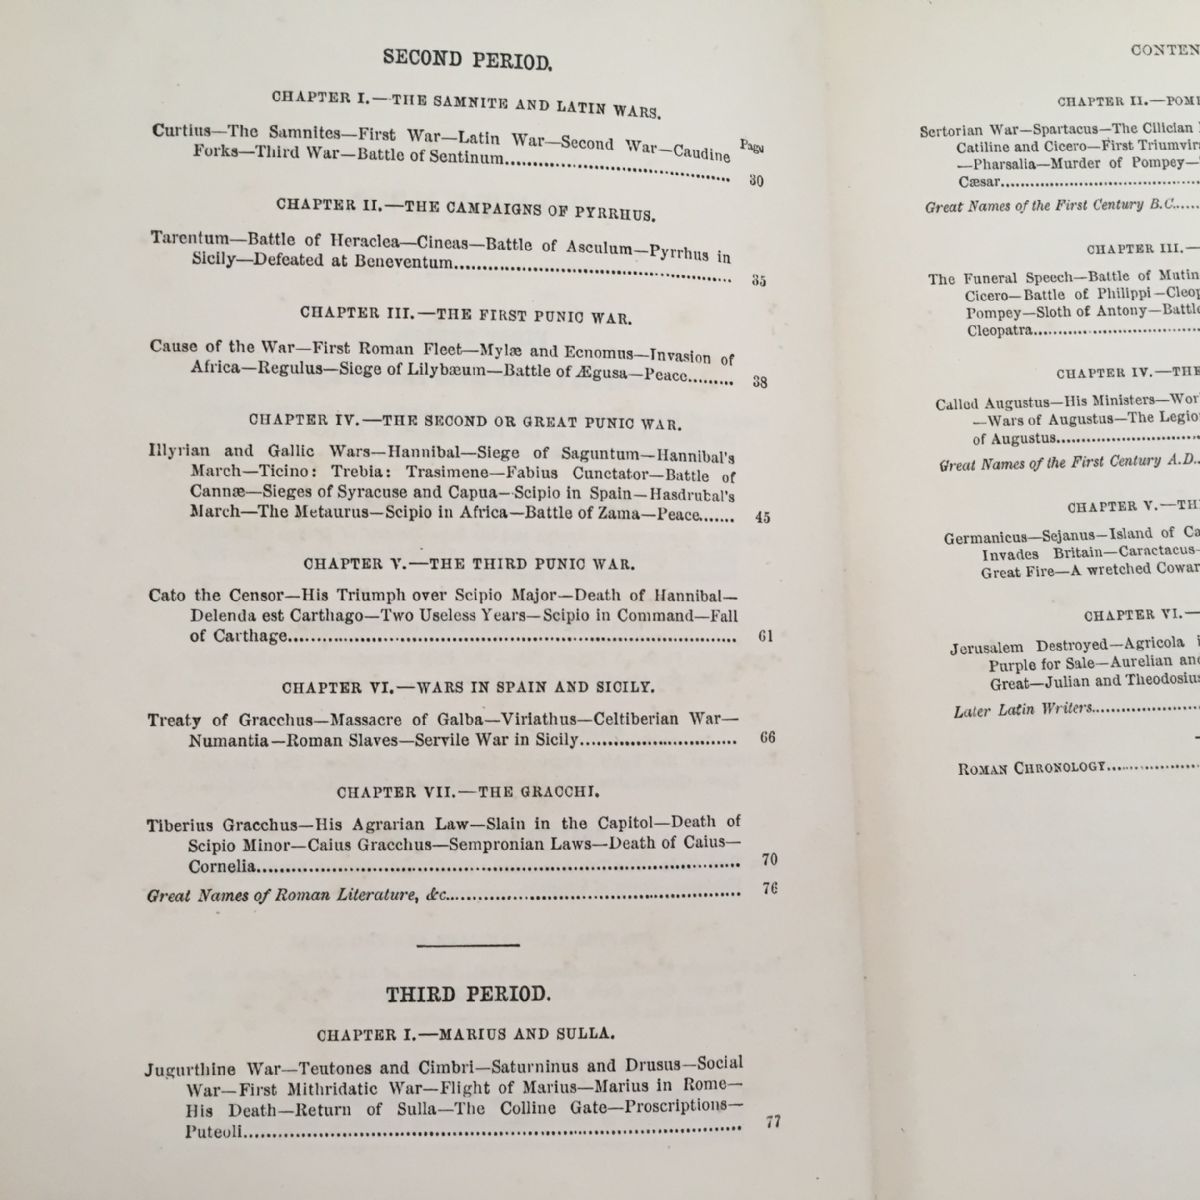 SECOND PERIOD.
CHAPTER I.—THE SAMNITE AND LATIN WARS.
Page
Curtius—The Samnites—First War—Latin War—Second War—Caudine
Forks—Third War—Battle of Sentinum.......... 30
CHAPTER II.—THE CAMPAIGNS OF PYRRHUS.
Tarentum—Battle of Heraclea—Cineas—Battle of Asculum—Pyrrhus in
Sicily—Defeated at Beneventum.......... 35
CHAPTER III.—THE FIRST PUNIC WAR.
Cause of the War—First Roman Fleet—Mylæ and Ecnomus—Invasion of
Africa—Regulus—Siege of Lilybæum—Battle of Ægusa—Peace......... 38
CHAPTER IV.—THE SECOND OR GREAT PUNIC WAR.
Illyrian and Gallic Wars—Hannibal—Siege of Saguntum—Hannibal's
March—Ticino: Trebia: Trasimene—Fabius Cunctator—Battle of
Cannæ—Sieges of Syracuse and Capua—Scipio in Spain—Hasdrubal's
March—The Metaurus—Scipio in Africa—Battle of Zama—Peace....... 45
CHAPTER V.—THE THIRD PUNIC WAR.
Cato the Censor—His Triumph over Scipio Major—Death of Hannibal—
Delenda est Carthago—Two Useless Years—Scipio in Command—Fall
of Carthage.......... 61
CHAPTER VI.—WARS IN SPAIN AND SICILY.
Treaty of Gracchus—Massacre of Galba—Viriathus—Celtiberian War—
Numantia—Roman Slaves—Servile War in Sicily.......... 66
CHAPTER VII.—THE GRACCHI.
Tiberius Gracchus—His Agrarian Law—Slain in the Capitol—Death of
Scipio Minor—Caius Gracchus—Sempronian Laws—Death of Caius—
Cornelia.......... 70
Great Names of Roman Literature, &c.......... 76
THIRD PERIOD.
CHAPTER I.—MARIUS AND SULLA.
Jugurthine War—Teutones and Cimbri—Saturninus and Drusus—Social
War—First Mithridatic War—Flight of Marius—Marius in Rome—
His Death—Return of Sulla—The Colline Gate—Proscriptions—
Puteoli.......... 77
CONTEN
CHAPTER II.—POM
Sertorian War—Spartacus—The Cilician
Catiline and Cicero—First Triumvir
—Pharsalia—Murder of Pompey—
Cæsar..........
Great Names of the First Century B.C......
CHAPTER III.—
The Funeral Speech—Battle of Mutin
Cicero—Battle of Philippi—Cleop
Pompey—Sloth of Antony—Battle
Cleopatra..........
CHAPTER IV.—THE
Called Augustus—His Ministers—Wor
—Wars of Augustus—The Legio
of Augustus..........
Great Names of the First Century A.D..
CHAPTER V.—TH
Germanicus—Sejanus—Island of Ca
Invades Britain—Caractacus—
Great Fire—A wretched Cowar
CHAPTER VI.—
Jerusalem Destroyed—Agricola i
Purple for Sale—Aurelian an
Great—Julian and Theodosius
Later Latin Writers..........
ROMAN CHRONOLOGY..........